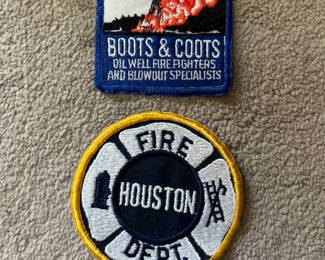 BOOTS & COOTS
OIL WELL FIRE FIGHTERS
AND BLOWOUT SPECIALISTS
FIRE
HOUSTON
DEPT.